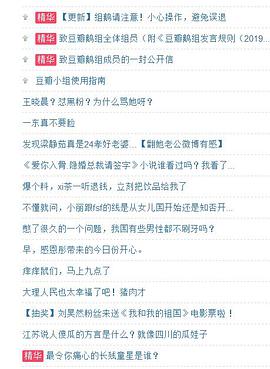 精华 【更新】组鹅请注意！小心操作，避免误退
精华 致豆瓣鹅组全体组员（附《豆瓣鹅组发言规则（2019...
精华 致豆瓣鹅组成员的一封公开信
豆瓣小组使用指南
王晓晨？怼黑粉？为什么骂她呀？
一东真不要脸
发现梁静茹真是24孝好老婆...【翻她老公微博有感】
《爱你入骨:隐婚总裁请签字》小说谁看过吗？我看了...
爆个料，xi茶一听退钱，立刻把饮品给我了
不懂就问，小丽跟fsf的线是从女儿国开始还是知否开...
憋了很久的一个问题，我国有些男性都不刷牙吗？
早，感恩彤带来的今日份开心。
痒痒鼠们，马上九点了
大理人民也太幸福了吧！猪肉才
【抽奖】刘昊然粉丝来送《我和我的祖国》电影票啦！
江苏说人傻瓜的方言是什么？就像四川的瓜娃子
精华 最令你痛心的长残童星是谁？